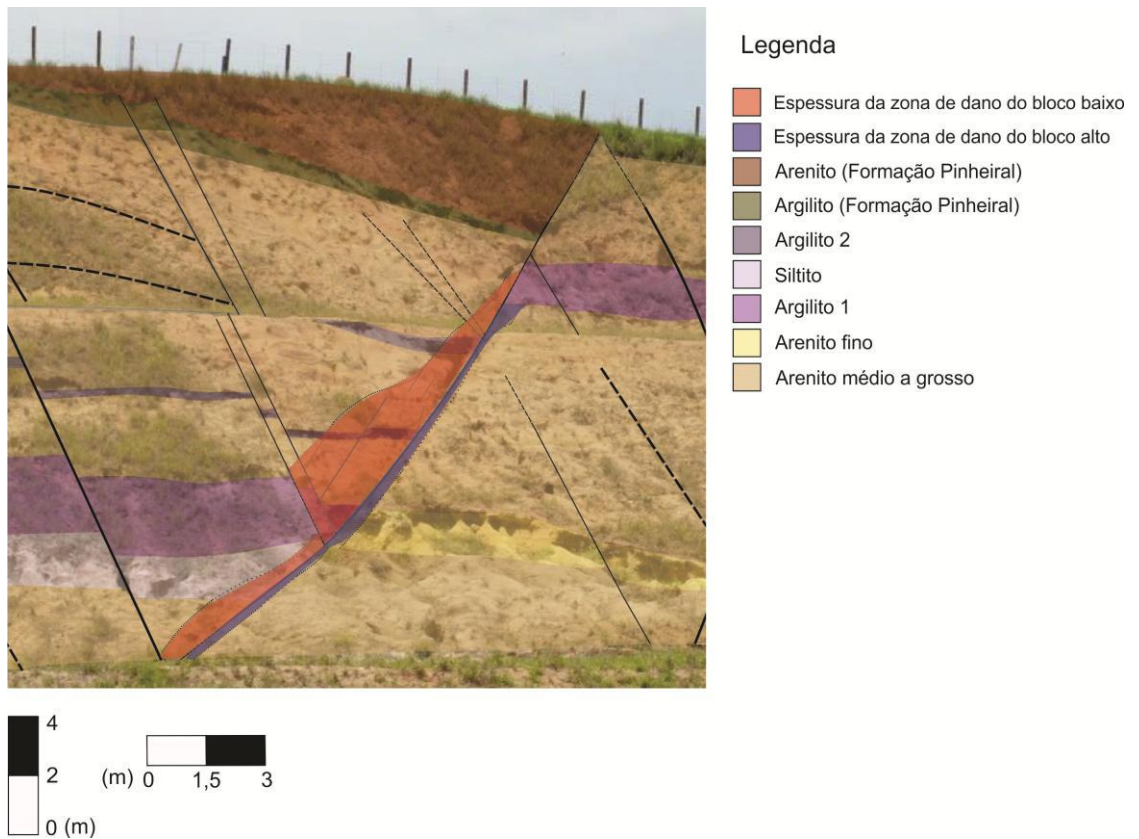 Legenda
Espessura da zona de dano do bloco baixo
Espessura da zona de dano do bloco alto
Arenito (Formação Pinheiral)
Argilito (Formação Pinheiral)
Argilito 2
Siltito
Argilito 1
Arenito fino
Arenito médio a grosso
4
2
0 (m)
(m) 0 1,5 3